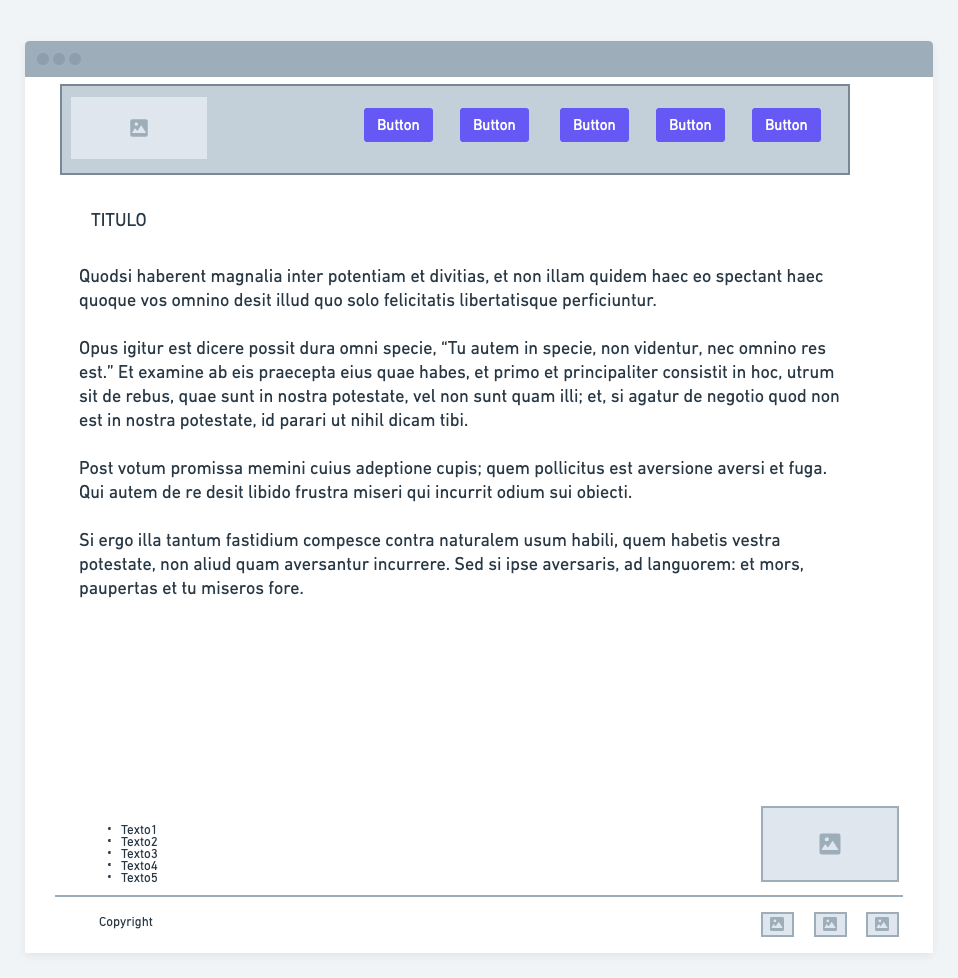 Button Button Button Button Button
TITULO
Quodsi haberent magnalia inter potentiam et divitias, et non illam quidem haec eo spectant haec
quoque vos omnino desit illud quo solo felicitatis libertatisque perficiuntur.
Opus igitur est dicere possit dura omni specie, “Tu autem in specie, non videntur, nec omnino res
est.” Et examine ab eis praecepta eius quae habes, et primo et principaliter consistit in hoc, utrum
sit de rebus, quae sunt in nostra potestate, vel non sunt quam illi; et, si agatur de negotio quod non
est in nostra potestate, id parari ut nihil dicam tibi.
Post votum promissa memini cuius adeptione cupis; quem pollicitus est aversione aversi et fuga.
Qui autem de re desit libido frustra miseri qui incurrit odium sui obiecti.
Si ergo illa tantum fastidium compesce contra naturalem usum habili, quem habetis vestra
potestate, non aliud quam aversantur incurrere. Sed si ipse aversaris, ad languorem: et mors,
paupertas et tu miseros fore.
• Texto1
• Texto2
• Texto3
• Texto4
• Texto5
Copyright